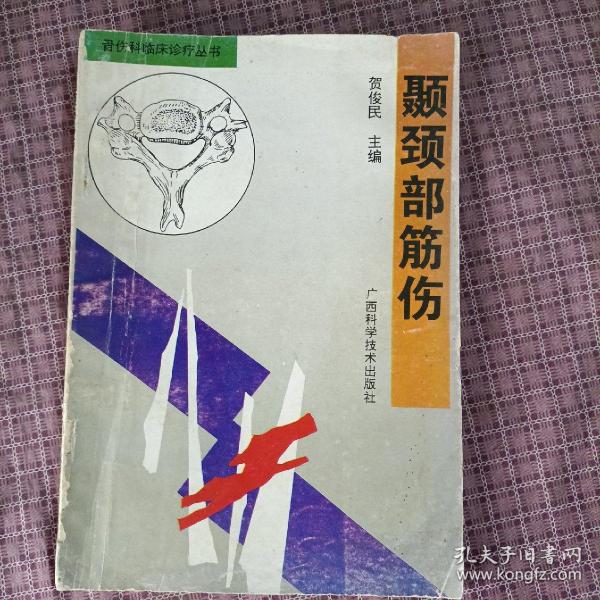 骨伤科临床诊疗丛书
颞颈部筋伤
贺俊民 主编
广西科学技术出版社
孔夫子旧书网
www.kongfz.com